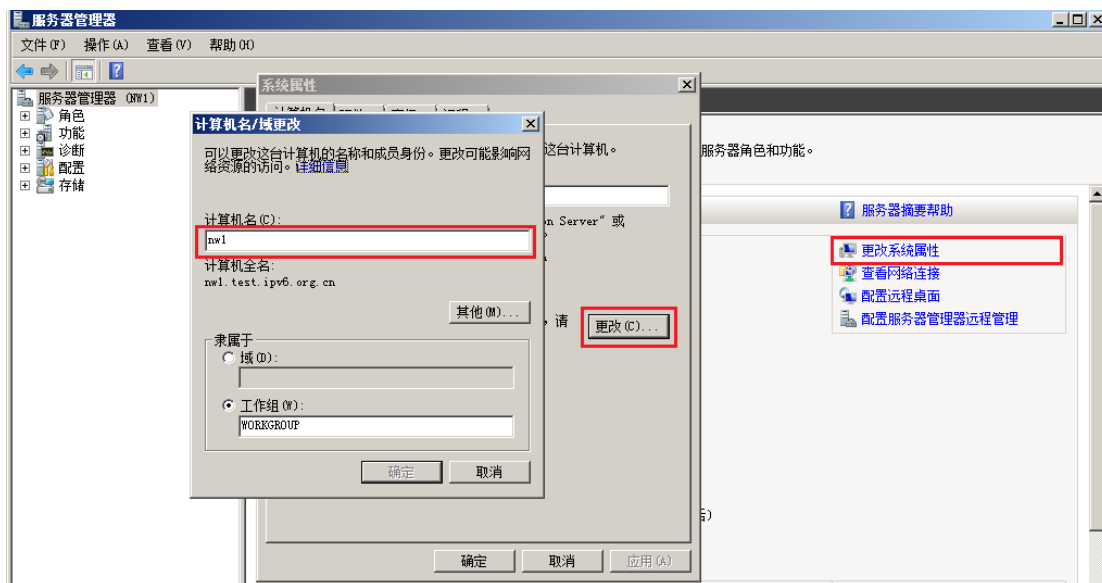 服务器管理器
文件(F) 操作(A) 查看(V) 帮助(H)
服务器管理器 (NW1)
角色
功能
诊断
配置
存储
系统属性
计算机名/域更改
可以更改这台计算机的名称和成员身份。更改可能影响网
络资源的访问。详细信息
计算机名(C):
nw1
计算机全名:
nw1.test.ipv6.org.cn
其他(M)...
隶属于
域(D):
工作组(W):
WORKGROUP
确定 取消
这台计算机。
n Server" 或
,请 更改(C)...
确定 取消 应用(A)
服务器角色和功能。
服务器摘要帮助
更改系统属性
查看网络连接
配置远程桌面
配置服务器管理器远程管理